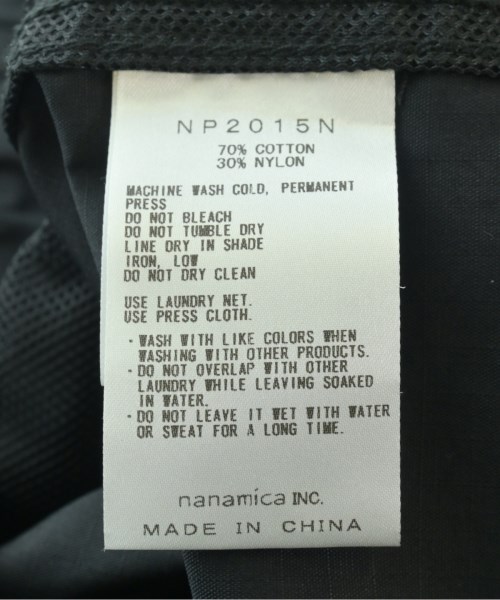 NP2015N
70% COTTON
30% NYLON
MACHINE WASH COLD, PERMANENT
PRESS
DO NOT BLEACH
DO NOT TUMBLE DRY
LINE DRY IN SHADE
IRON, LOW
DO NOT DRY CLEAN
USE LAUNDRY NET.
USE PRESS CLOTH.
・WASH WITH LIKE COLORS WHEN
WASHING WITH OTHER PRODUCTS.
・DO NOT OVERLAP WITH OTHER
LAUNDRY WHILE LEAVING SOAKED
IN WATER.
・DO NOT LEAVE IT WET WITH WATER
OR SWEAT FOR A LONG TIME.
nanamica INC.
MADE IN CHINA